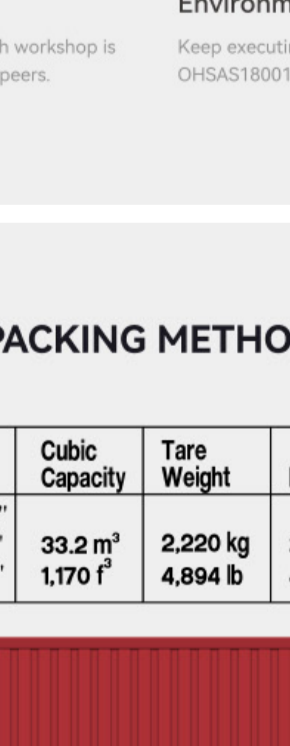 Environm
h workshop is
peers.
Keep executi
OHSAS18001
PACKING METHO
Cubic
Capacity
Tare
Weight
33.2 m³
1,170 f³
2,220 kg
4,894 lb